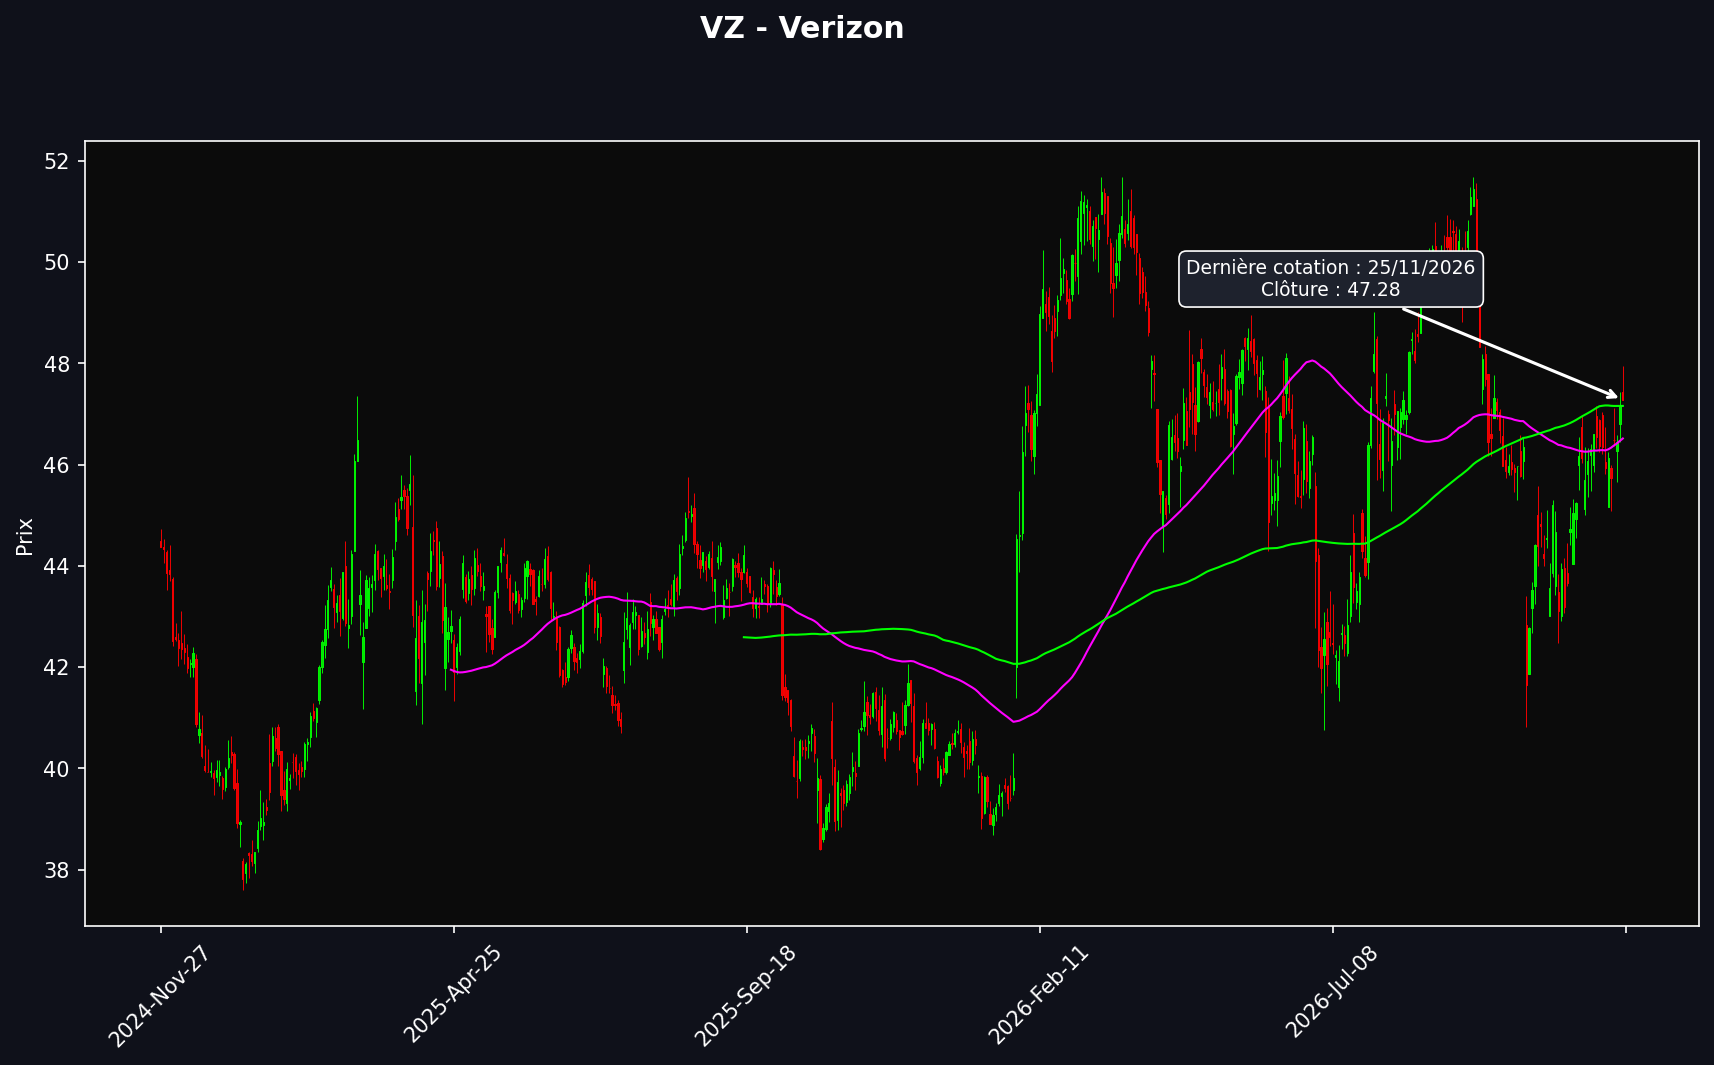 VZ - Verizon
52
50
48
46
44
42
40
38
Prix
Dernière cotation : 25/11/2026
Clôture : 47.28
2024-Nov-27
2025-Apr-25
2025-Sep-18
2026-Feb-11
2026-Jul-08